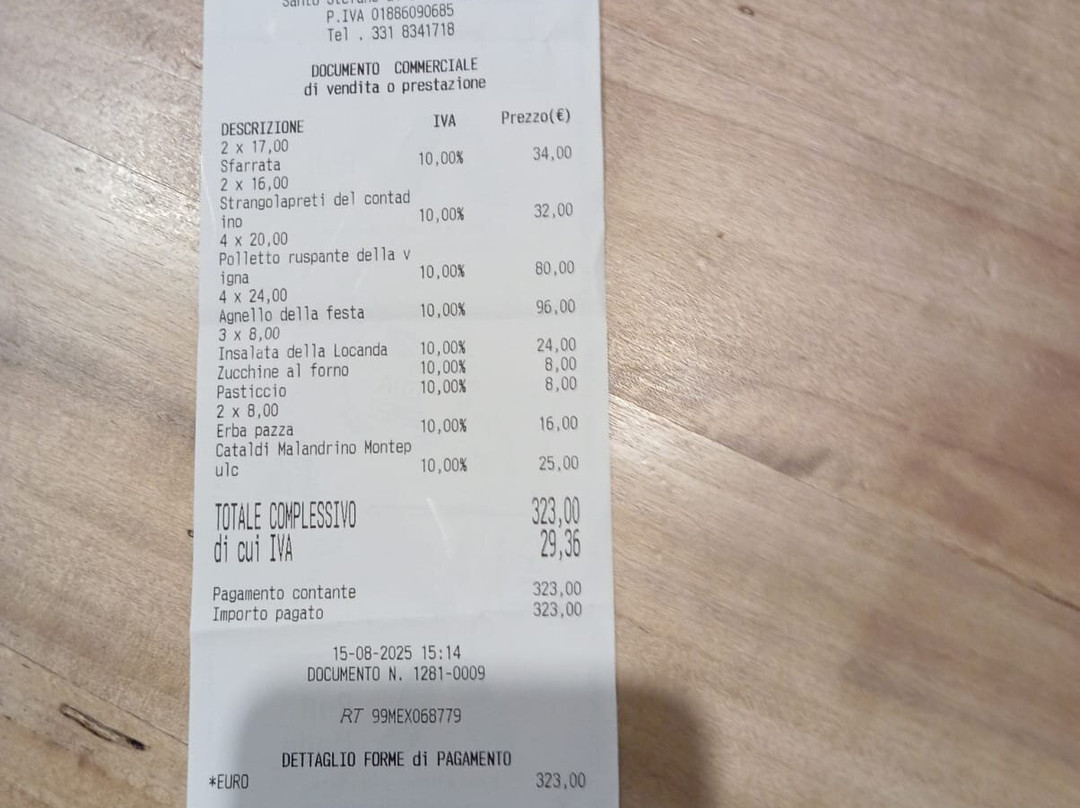 Santo Stefano
P.IVA 01886090685
Tel . 331 8341718
DOCUMENTO COMMERCIALE
di vendita o prestazione
DESCRIZIONE IVA Prezzo(€)
2 x 17,00
Sfarrata 10,00% 34,00
2 x 16,00
Strangolapreti del contad
ino 10,00% 32,00
4 x 20,00
Polletto ruspante della v
igna 10,00% 80,00
4 x 24,00
Agnello della festa 10,00% 96,00
3 x 8,00
Insalata della Locanda 10,00% 24,00
Zucchine al forno 10,00% 8,00
Pasticcio 10,00% 8,00
2 x 8,00
Erba pazza 10,00% 16,00
Cataldi Malandrino Montep
ulc 10,00% 25,00
TOTALE COMPLESSIVO 323,00
di cui IVA 29,36
Pagamento contante 323,00
Importo pagato 323,00
15-08-2025 15:14
DOCUMENTO N. 1281-0009
RT 99MEX068779
DETTAGLIO FORME di PAGAMENTO
*EURO 323,00